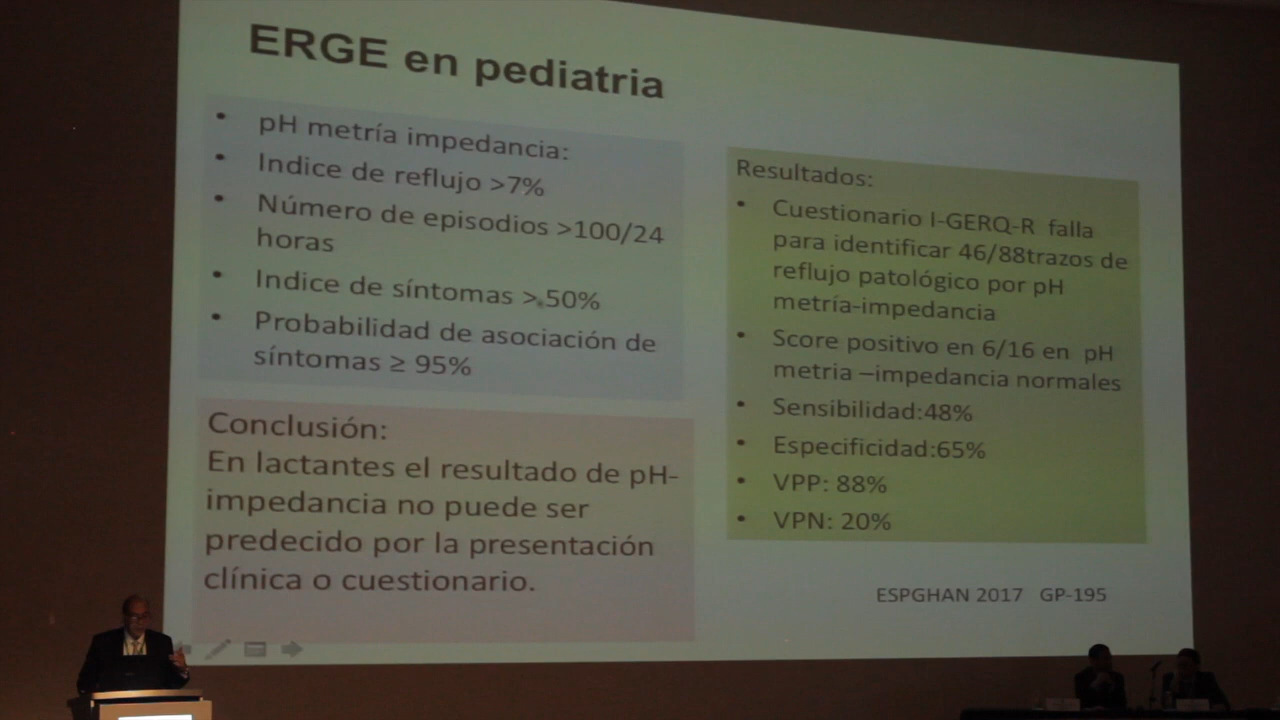 ERGE en pediatria
• pH metría impedancia:
• Indice de reflujo >7%
• Número de episodios >100/24
horas
• Indice de síntomas > 50%
• Probabilidad de asociación de
síntomas ≥ 95%
Conclusión:
En lactantes el resultado de pH-
impedancia no puede ser
predecido por la presentación
clínica o cuestionario.
Resultados:
• Cuestionario I-GERQ-R falla
para identificar 46/88trazos de
reflujo patológico por pH
metría-impedancia
• Score positivo en 6/16 en pH
metria –impedancia normales
• Sensibilidad:48%
• Especificidad:65%
• VPP: 88%
• VPN: 20%
ESPGHAN 2017 GP-195